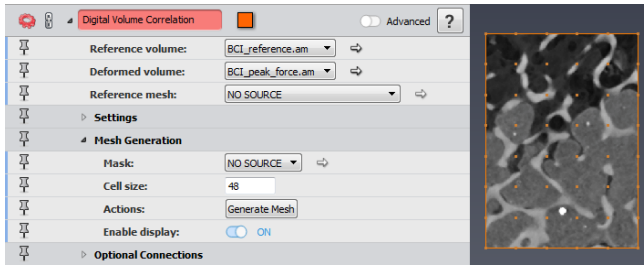 Digital Volume Correlation Advanced ?
Reference volume: BCI_reference.am
Deformed volume: BCI_peak_force.am
Reference mesh: NO SOURCE
Settings
Mesh Generation
Mask: NO SOURCE
Cell size: 48
Actions: Generate Mesh
Enable display: ON
Optional Connections